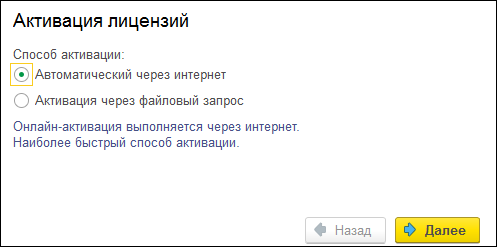 Активация лицензий
Способ активации:
Автоматический через интернет
Активация через файловый запрос
Онлайн-активация выполняется через интернет.
Наиболее быстрый способ активации.
Назад Далее